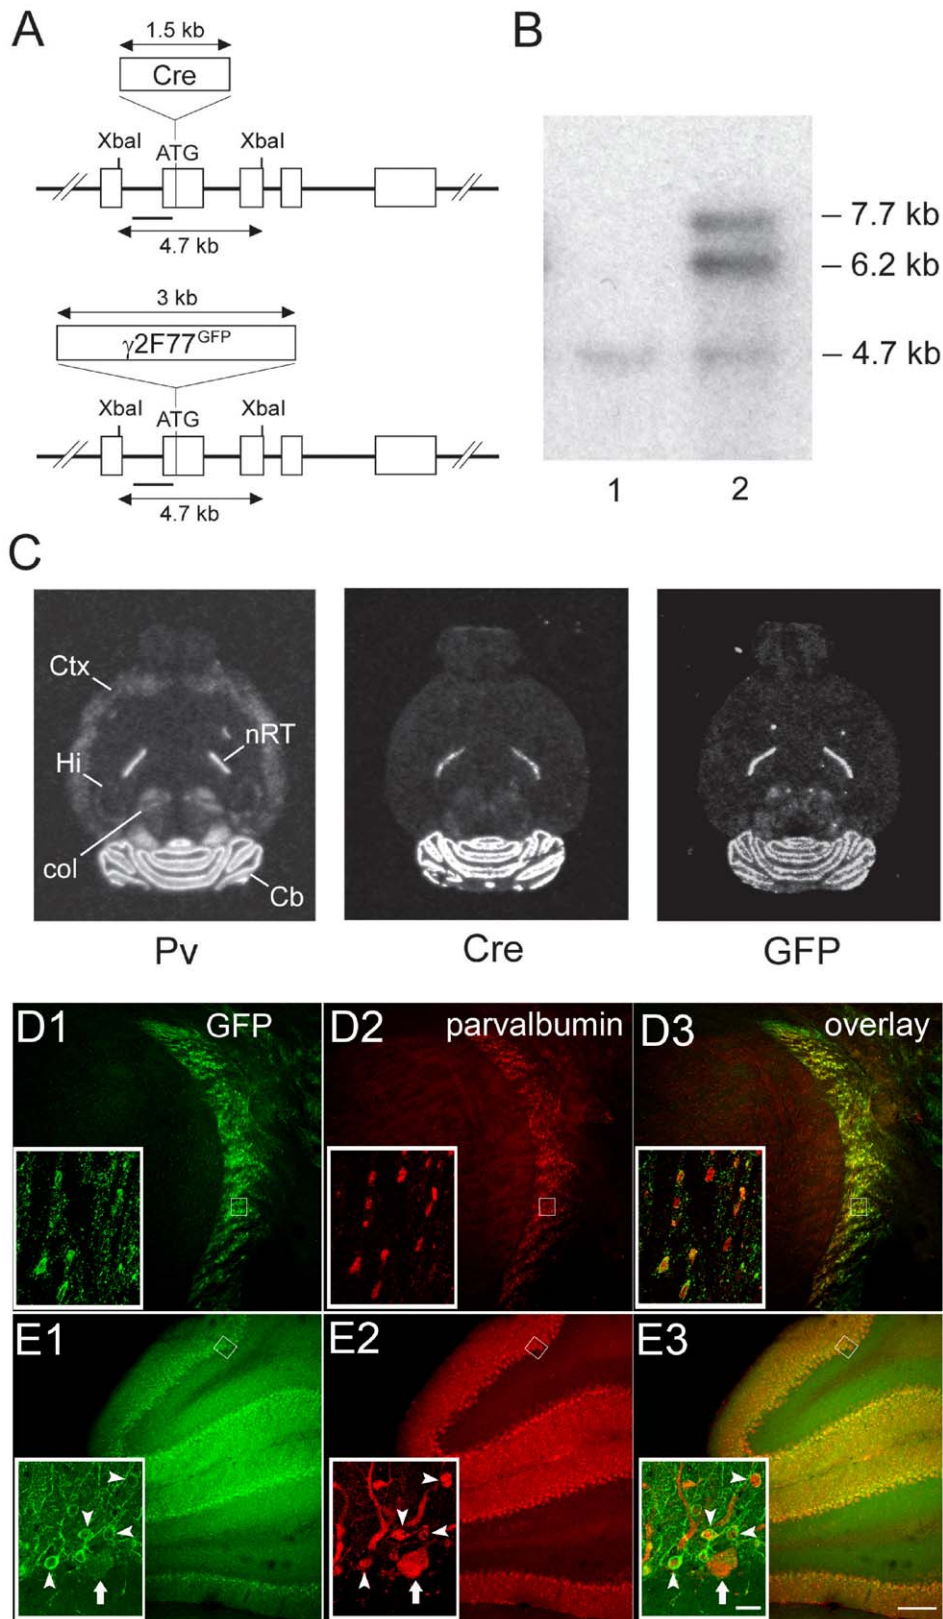 A
1.5 kb
Cre
XbaI
ATG
XbaI
4.7 kb
3 kb
γ2F77GFP
XbaI
ATG
XbaI
4.7 kb
B
7.7 kb
6.2 kb
4.7 kb
1
2
C
Ctx
nRT
Hi
col
Cb
Pv
Cre
GFP
D1
GFP
D2
parvalbumin
D3
overlay
E1
E2
E3